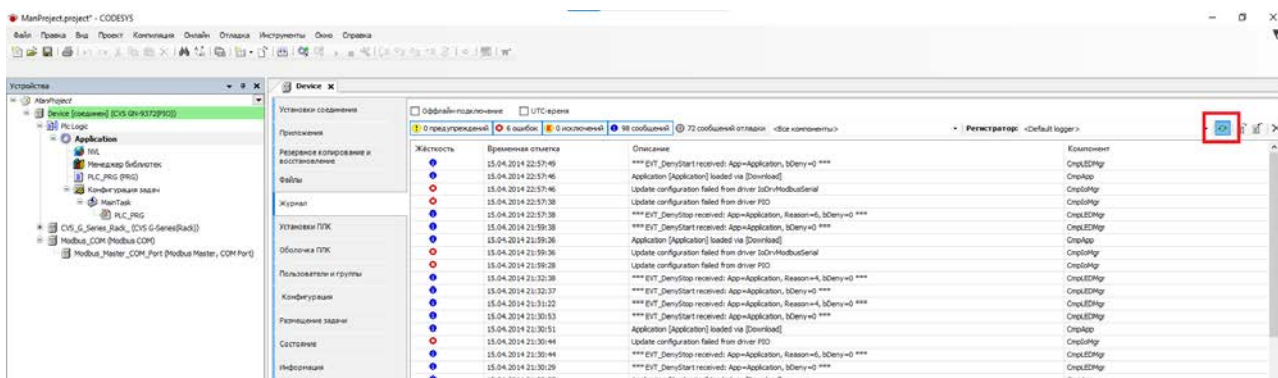 ManProject.project* - CODESYS
Файл Правка Вид Проект Компиляция Онлайн Отладка Инструменты Окно Справка
Устройства
ManProject
Device [соединен] (CVS GN-9372(PIO))
Plc Logic
Application
NVL
Менеджер библиотек
PLC_PRG (PRG)
Конфигурация задач
MainTask
PLC_PRG
CVS_G_Series_Rack_ (CVS G-Series(Rack))
Modbus_COM (Modbus COM)
Modbus_Master_COM_Port (Modbus Master, COM Port)
Device
Установки соединения
Приложения
Резервное копирование и
восстановление
Файлы
Журнал
Установки ПЛК
Оболочка ПЛК
Пользователи и группы
Конфигурация
Размещение задачи
Состояние
Информация
Оффлайн-подключение UTC-время
0 предупреждений 6 ошибок 0 исключений 98 сообщений 72 сообщений отладки <Все компоненты> Регистратор: <Default logger>
Жёсткость Временная отметка Описание Компонент
15.04.2014 22:57:49 *** EVT_DenyStart received: App=Application, bDeny=0 *** CmpLEDMgr
15.04.2014 22:57:46 Application [Application] loaded via [Download] CmpApp
15.04.2014 22:57:46 Update configuration failed from driver IoDrvModbusSerial CmpIoMgr
15.04.2014 22:57:38 Update configuration failed from driver PIO CmpIoMgr
15.04.2014 22:57:38 *** EVT_DenyStop received: App=Application, Reason=6, bDeny=0 *** CmpLEDMgr
15.04.2014 21:59:38 *** EVT_DenyStart received: App=Application, bDeny=0 *** CmpLEDMgr
15.04.2014 21:59:36 Application [Application] loaded via [Download] CmpApp
15.04.2014 21:59:36 Update configuration failed from driver IoDrvModbusSerial CmpIoMgr
15.04.2014 21:59:28 Update configuration failed from driver PIO CmpIoMgr
15.04.2014 21:32:38 *** EVT_DenyStop received: App=Application, Reason=4, bDeny=0 *** CmpLEDMgr
15.04.2014 21:32:37 *** EVT_DenyStart received: App=Application, bDeny=0 *** CmpLEDMgr
15.04.2014 21:31:22 *** EVT_DenyStop received: App=Application, Reason=4, bDeny=0 *** CmpLEDMgr
15.04.2014 21:30:53 *** EVT_DenyStart received: App=Application, bDeny=0 *** CmpLEDMgr
15.04.2014 21:30:51 Application [Application] loaded via [Download] CmpApp
15.04.2014 21:30:44 Update configuration failed from driver PIO CmpIoMgr
15.04.2014 21:30:44 *** EVT_DenyStop received: App=Application, Reason=6, bDeny=0 *** CmpLEDMgr
15.04.2014 21:30:29 *** EVT_DenyStart received: App=Application, bDeny=0 *** CmpLEDMgr